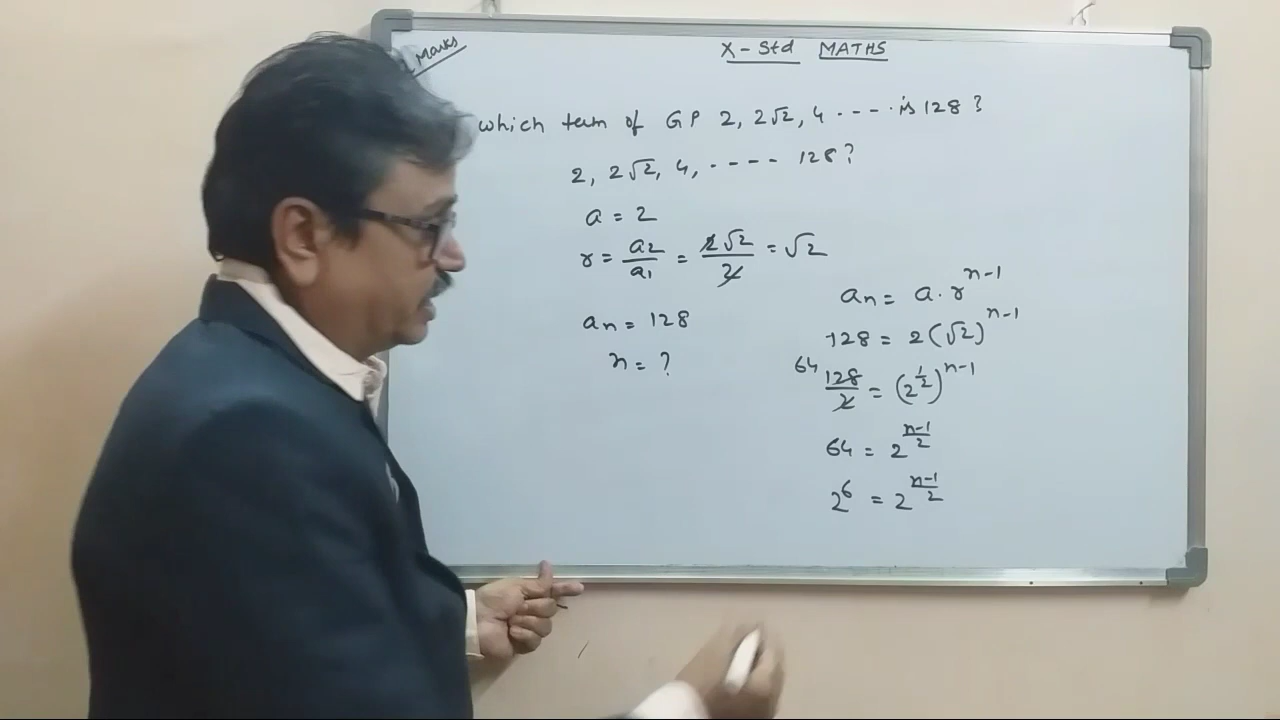 Marks
X - Std MATHS
which term of GP 2, 2√2, 4 ..---. is 128?
2, 2√2, 4, ---- 128?
a = 2
r = a2/a1 = 2√2/2 = √2
an = 128
n = ?
an = a . r^n-1
128 = 2(√2)^n-1
64 128/2 = (2^1/2)^n-1
64 = 2^n-1/2
2^6 = 2^n-1/2